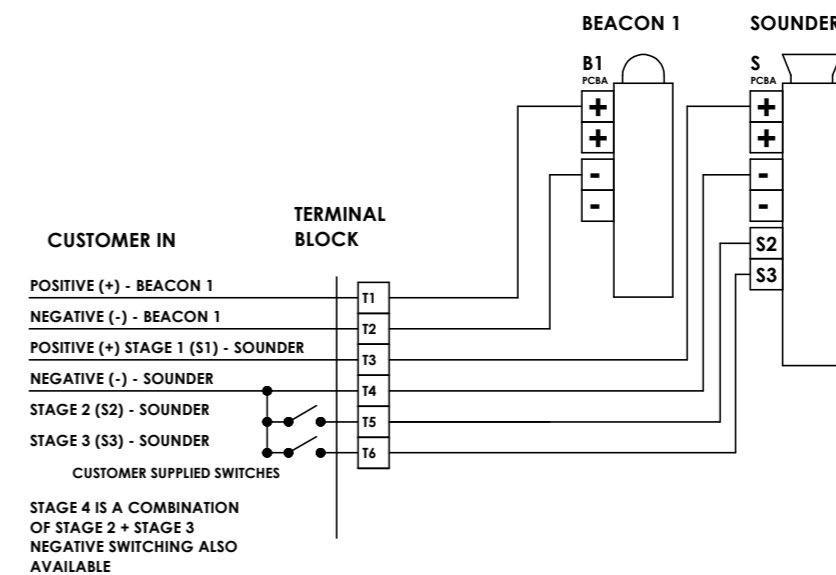 BEACON 1
SOUNDER
B1
PCBA
+
+
-
-
S
PCBA
+
+
-
-
S2
S3
TERMINAL
BLOCK
CUSTOMER IN
POSITIVE (+) - BEACON 1
T1
NEGATIVE (-) - BEACON 1
T2
POSITIVE (+) STAGE 1 (S1) - SOUNDER
T3
NEGATIVE (-) - SOUNDER
T4
STAGE 2 (S2) - SOUNDER
T5
STAGE 3 (S3) - SOUNDER
T6
CUSTOMER SUPPLIED SWITCHES
STAGE 4 IS A COMBINATION
OF STAGE 2 + STAGE 3
NEGATIVE SWITCHING ALSO
AVAILABLE